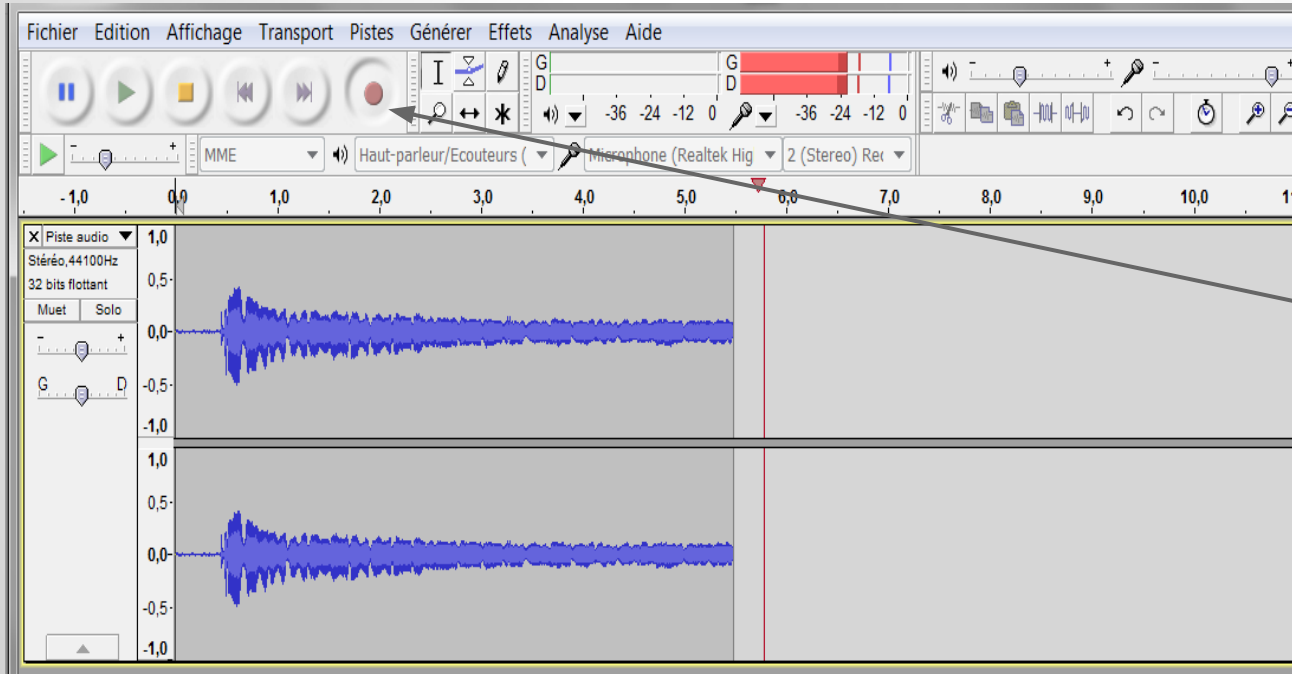 Fichier Edition Affichage Transport Pistes Générer Effets Analyse Aide
G G
D D
-36 -24 -12 0 -36 -24 -12 0
- + - +
- + MME Haut-parleur/Ecouteurs ( Microphone (Realtek Hig 2 (Stereo) Rec
- 1,0 0,0 1,0 2,0 3,0 4,0 5,0 6,0 7,0 8,0 9,0 10,0
X Piste audio 1,0
Stéréo,44100Hz
32 bits flottant 0,5
Muet Solo
- + 0,0
G D -0,5
-1,0
1,0
0,5
0,0
-0,5
-1,0